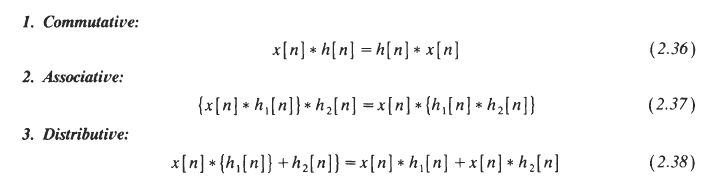 1. Commutative:
x[n] * h[n] = h[n] * x[n] (2.36)
2. Associative:
{x[n] * h₁[n]} * h₂[n] = x[n] * {h₁[n] * h₂[n]} (2.37)
3. Distributive:
x[n] * {h₁[n]} + h₂[n]} = x[n] * h₁[n] + x[n] * h₂[n] (2.38)